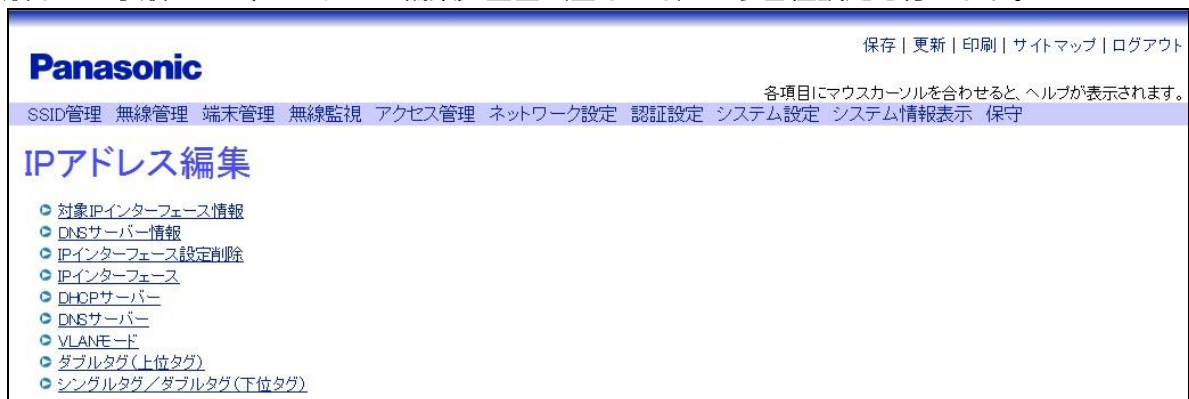 保存 | 更新 | 印刷 | サイトマップ | ログアウト
Panasonic
各項目にマウスカーソルを合わせると、ヘルプが表示されます。
SSID管理 無線管理 端末管理 無線監視 アクセス管理 ネットワーク設定 認証設定 システム設定 システム情報表示 保守
IPアドレス編集
対象IPインターフェース情報
DNSサーバー情報
IPインターフェース設定削除
IPインターフェース
DHCPサーバー
DNSサーバー
VLANモード
ダブルタグ(上位タグ)
シングルタグ／ダブルタグ(下位タグ)